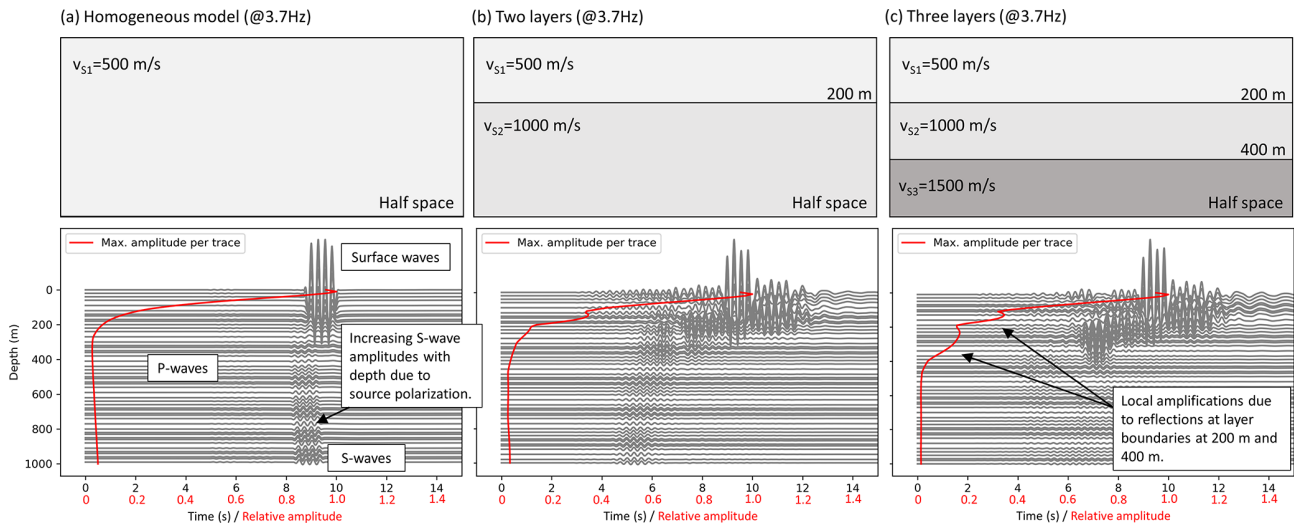 (a) Homogeneous model (@3.7Hz)
vS1=500 m/s
Half space
(b) Two layers (@3.7Hz)
vS1=500 m/s
200 m
vS2=1000 m/s
Half space
(c) Three layers (@3.7Hz)
vS1=500 m/s
200 m
vS2=1000 m/s
400 m
vS3=1500 m/s
Half space
Max. amplitude per trace
Surface waves
P-waves
Increasing S-wave
amplitudes with
depth due to
source polarization.
S-waves
Depth (m)
0
200
400
600
800
1000
0 2 4 6 8 10 12 14
0 0.2 0.4 0.6 0.8 1.0 1.2 1.4
Time (s) / Relative amplitude
Max. amplitude per trace
0 2 4 6 8 10 12 14
0 0.2 0.4 0.6 0.8 1.0 1.2 1.4
Time (s) / Relative amplitude
Max. amplitude per trace
Local amplifications due
to reflections at layer
boundaries at 200 m and
400 m.
0 2 4 6 8 10 12 14
0 0.2 0.4 0.6 0.8 1.0 1.2 1.4
Time (s) / Relative amplitude